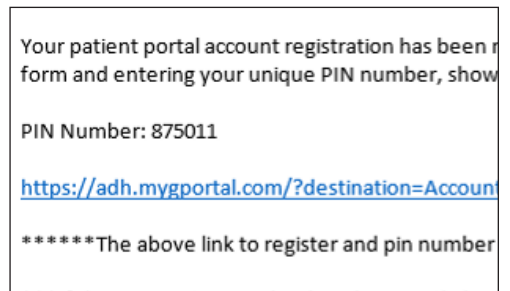 Your patient portal account registration has been
form and entering your unique PIN number, show
PIN Number: 875011
https://adh.mygportal.com/?destination=Account
******The above link to register and pin number